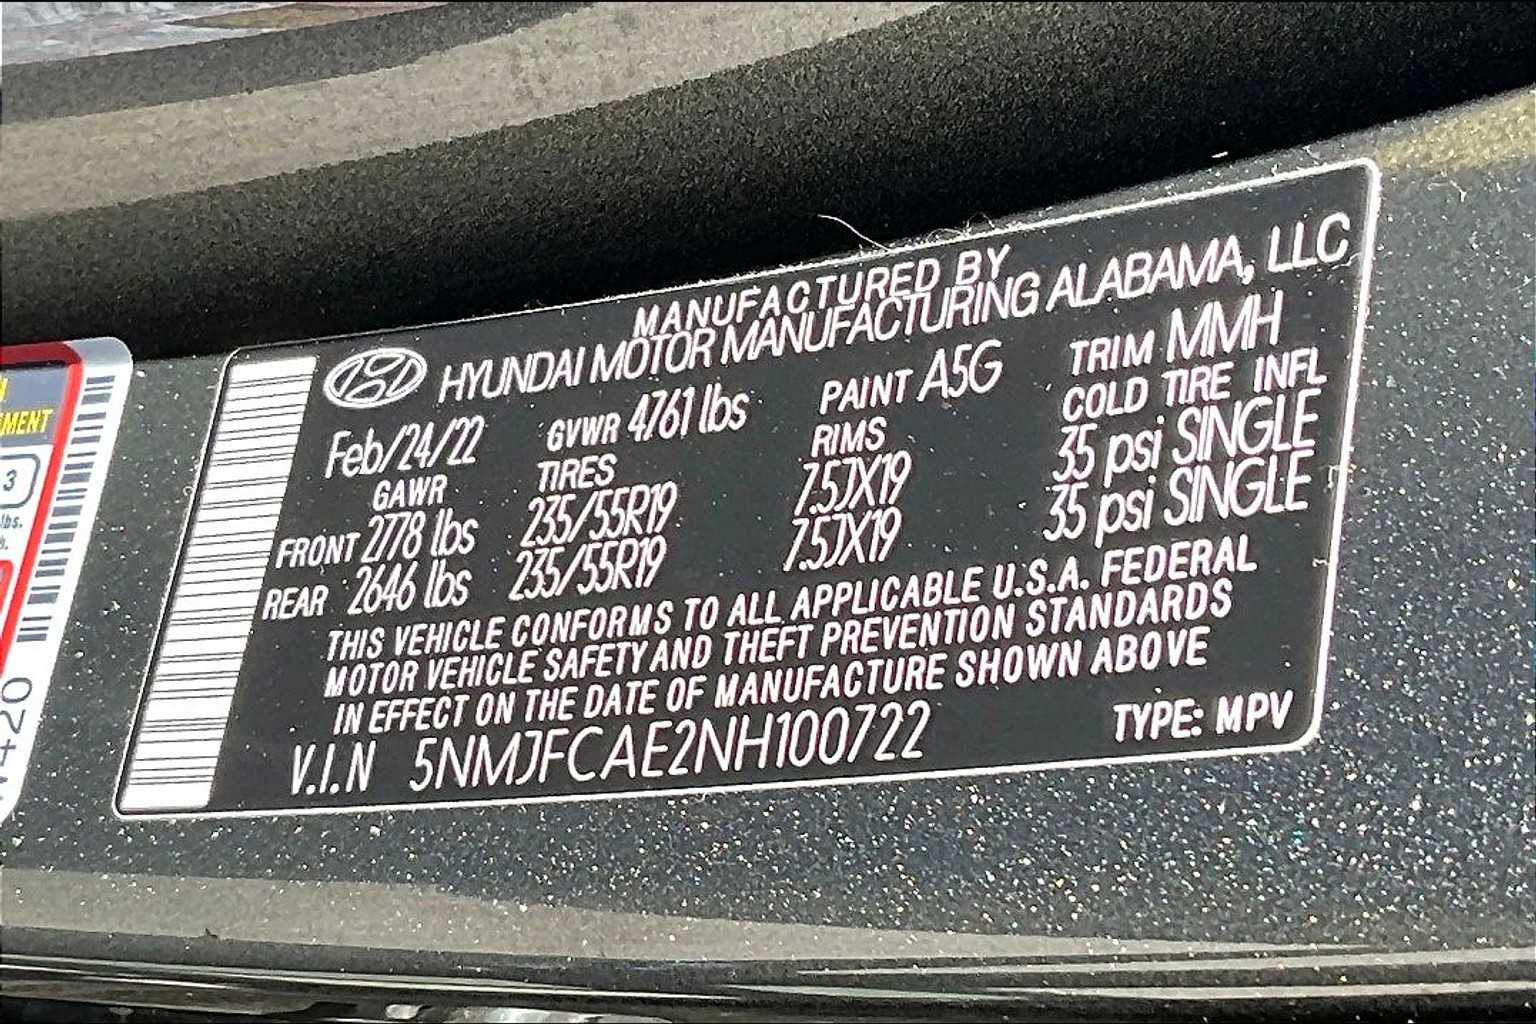 MANUFACTURED BY
HYUNDAI MOTOR MANUFACTURING ALABAMA, LLC
Feb/24/22 GVWR 4761 lbs PAINT A5G TRIM MMH
GAWR TIRES RIMS COLD TIRE INFL
FRONT 2778 lbs 235/55R19 7.5JX19 35 psi SINGLE
REAR 2646 lbs 235/55R19 7.5JX19 35 psi SINGLE
THIS VEHICLE CONFORMS TO ALL APPLICABLE U.S.A. FEDERAL
MOTOR VEHICLE SAFETY AND THEFT PREVENTION STANDARDS
IN EFFECT ON THE DATE OF MANUFACTURE SHOWN ABOVE
V.I.N 5NMJFCAE2NH100722 TYPE: MPV
3
lbs.